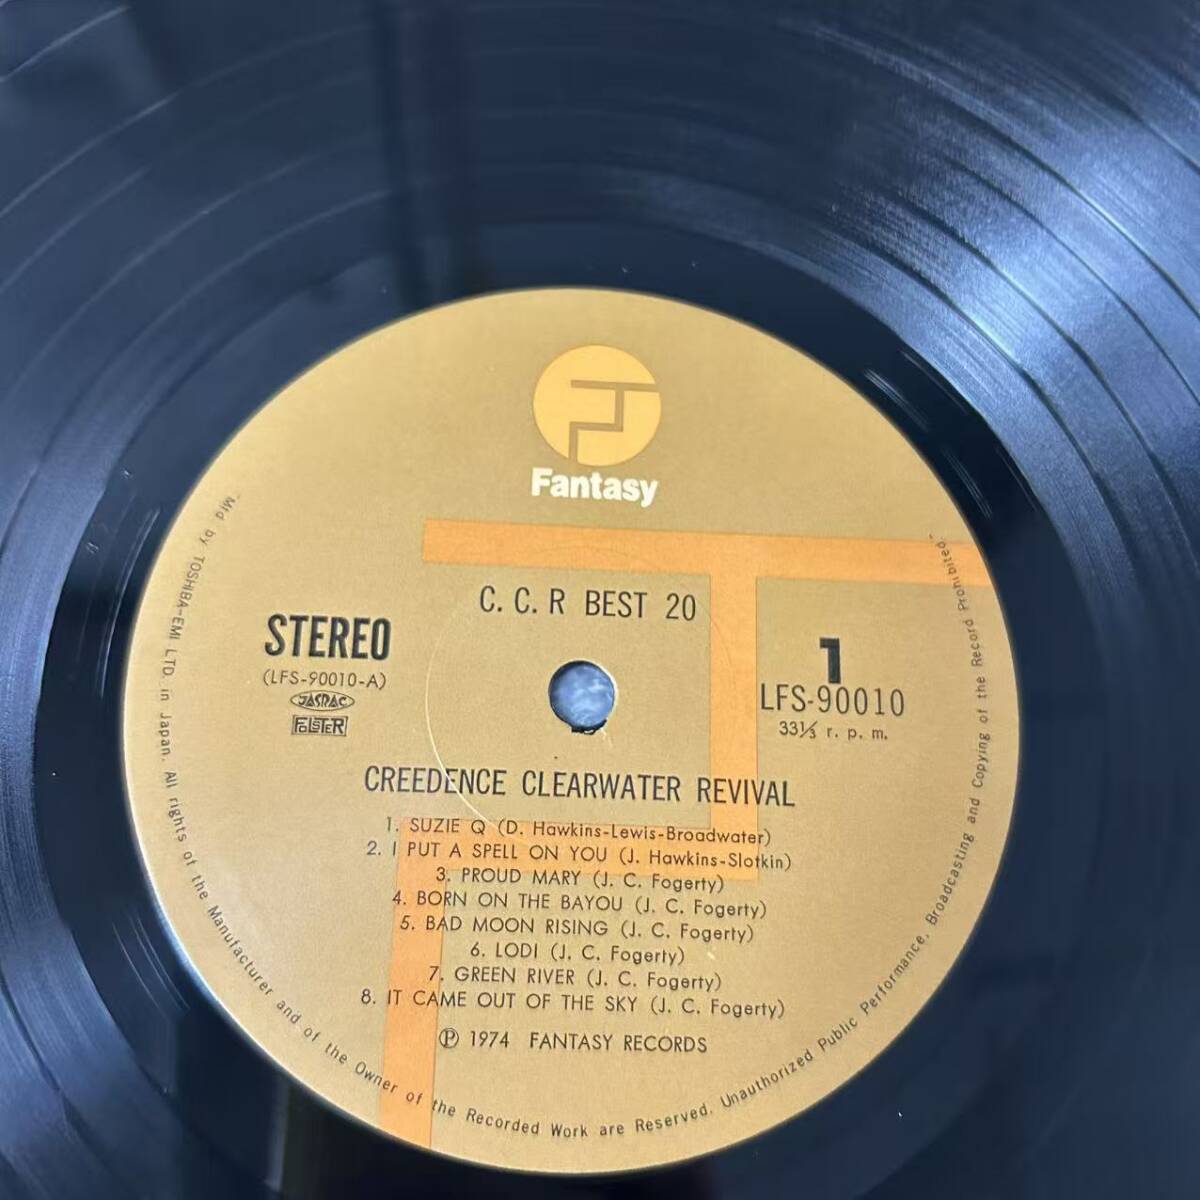 Fantasy
C. C. R BEST 20
STEREO
(LFS-90010-A)
JASRAC
FOLSTER
1
LFS-90010
33⅓ r. p. m.
CREEDENCE CLEARWATER REVIVAL
1. SUZIE Q (D. Hawkins-Lewis-Broadwater)
2. I PUT A SPELL ON YOU (J. Hawkins-Slotkin)
3. PROUD MARY (J. C. Fogerty)
4. BORN ON THE BAYOU (J. C. Fogerty)
5. BAD MOON RISING (J. C. Fogerty)
6. LODI (J. C. Fogerty)
7. GREEN RIVER (J. C. Fogerty)
8. IT CAME OUT OF THE SKY (J. C. Fogerty)
Ⓟ 1974 FANTASY RECORDS
"Mfd by TOSHIBA-EMI LTD. in Japan. All rights of the Manufacturer and of the Owner of the Recorded Work are Reserved. Unauthorized Public Performance, Broadcasting and Copying of the Record Prohibited."